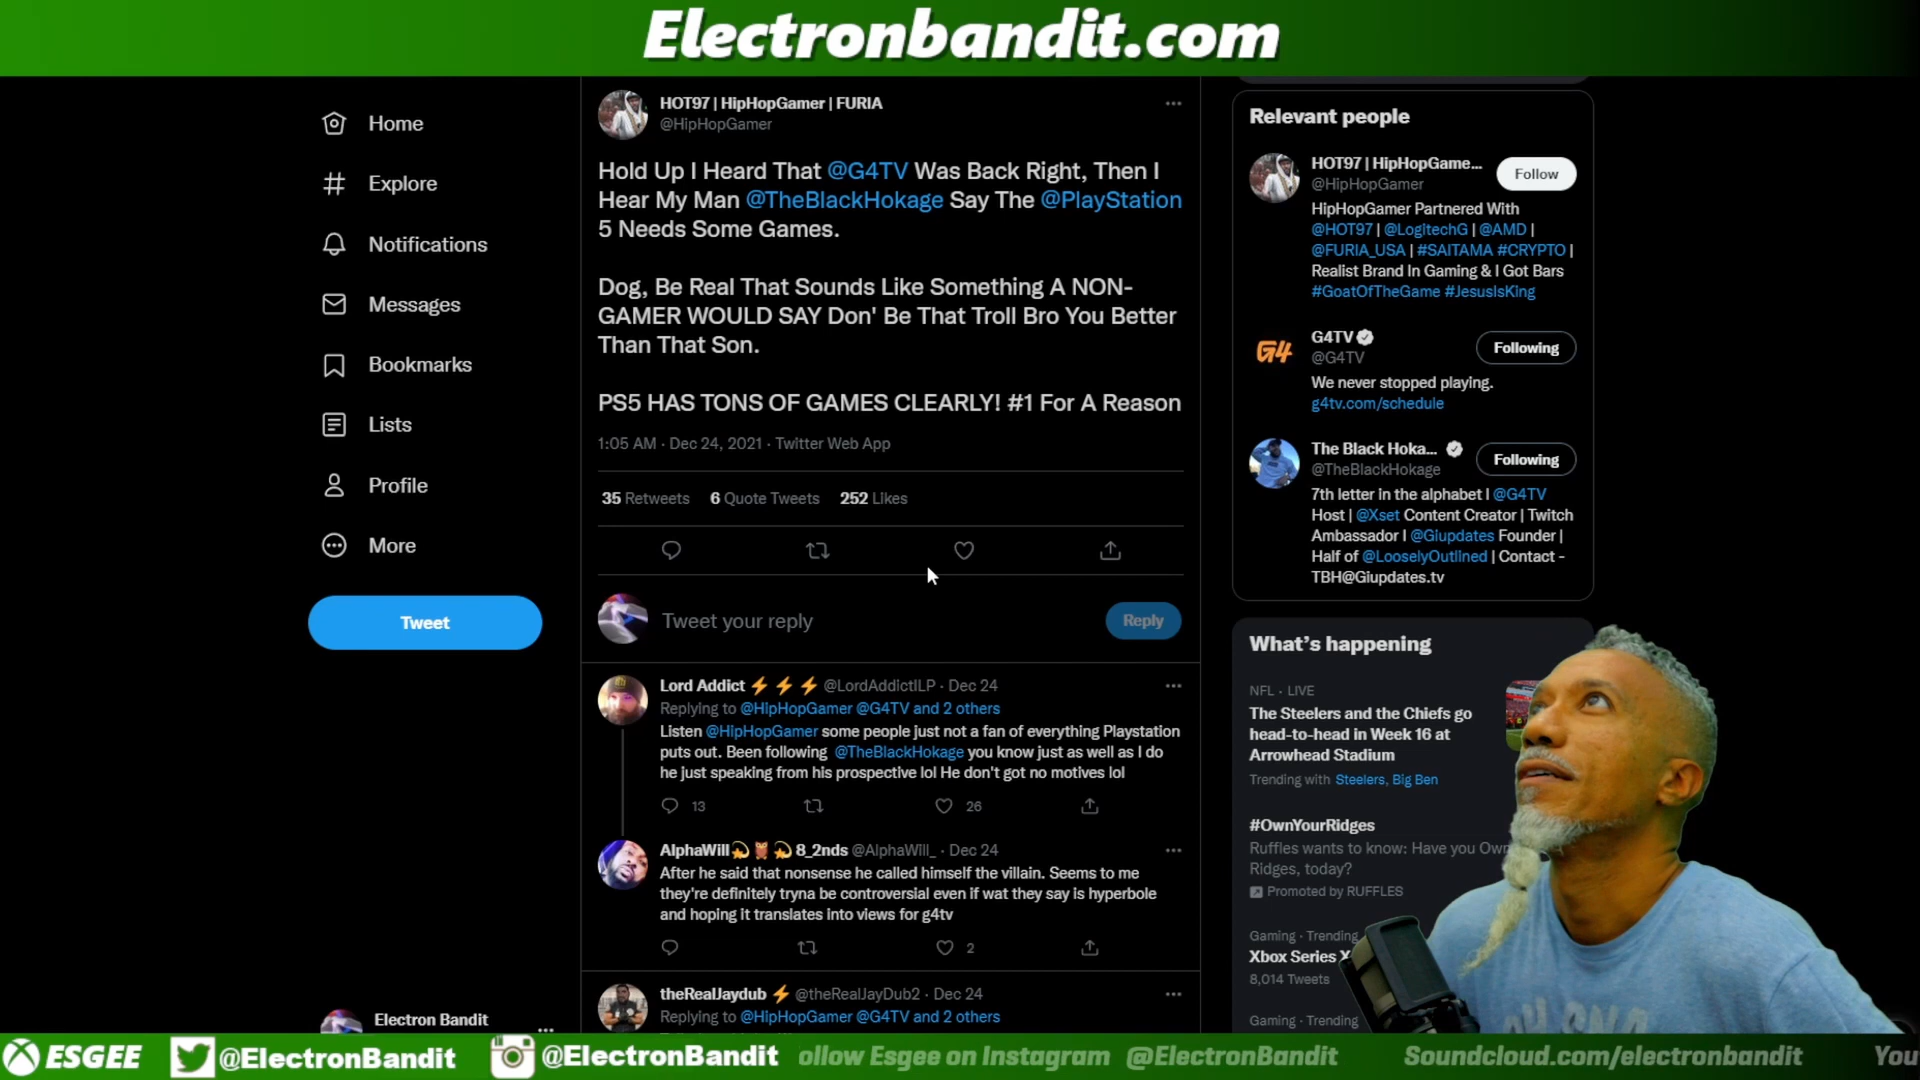 Electronbandit.com
Home
Explore
Notifications
Messages
Bookmarks
Lists
Profile
More
Tweet
Electron Bandit
HOT97 | HipHopGamer | FURIA
@HipHopGamer
Hold Up I Heard That @G4TV Was Back Right, Then I
Hear My Man @TheBlackHokage Say The @PlayStation
5 Needs Some Games.
Dog, Be Real That Sounds Like Something A NON-
GAMER WOULD SAY Don' Be That Troll Bro You Better
Than That Son.
PS5 HAS TONS OF GAMES CLEARLY! #1 For A Reason
1:05 AM · Dec 24, 2021 · Twitter Web App
35 Retweets 6 Quote Tweets 252 Likes
Tweet your reply
Reply
Lord Addict ⚡⚡⚡ @LordAddictILP · Dec 24
Replying to @HipHopGamer @G4TV and 2 others
Listen @HipHopGamer some people just not a fan of everything Playstation
puts out. Been following @TheBlackHokage you know just as well as I do
he just speaking from his prospective lol He don't got no motives lol
13 26
AlphaWill💫🦉💫8_2nds @AlphaWill_ · Dec 24
After he said that nonsense he called himself the villain. Seems to me
they're definitely tryna be controversial even if wat they say is hyperbole
and hoping it translates into views for g4tv
2
theRealJaydub ⚡ @theRealJayDub2 · Dec 24
Replying to @HipHopGamer @G4TV and 2 others
Relevant people
HOT97 | HipHopGame...
@HipHopGamer
Follow
HipHopGamer Partnered With
@HOT97 | @LogitechG | @AMD |
@FURIA_USA | #SAITAMA #CRYPTO |
Realist Brand In Gaming & I Got Bars
#GoatOfTheGame #JesusIsKing
G4
G4TV
@G4TV
Following
We never stopped playing.
g4tv.com/schedule
The Black Hoka...
@TheBlackHokage
Following
7th letter in the alphabet l @G4TV
Host | @Xset Content Creator | Twitch
Ambassador l @Giupdates Founder |
Half of @LooselyOutlined | Contact -
TBH@Giupdates.tv
What's happening
NFL · LIVE
The Steelers and the Chiefs go
head-to-head in Week 16 at
Arrowhead Stadium
Trending with Steelers, Big Ben
#OwnYourRidges
Ruffles wants to know: Have you Own
Ridges, today?
Promoted by RUFFLES
Gaming · Trending
Xbox Series X
8,014 Tweets
Gaming · Trending
ESGEE @ElectronBandit @ElectronBandit ollow Esgee on Instagram @ElectronBandit Soundcloud.com/electronbandit You